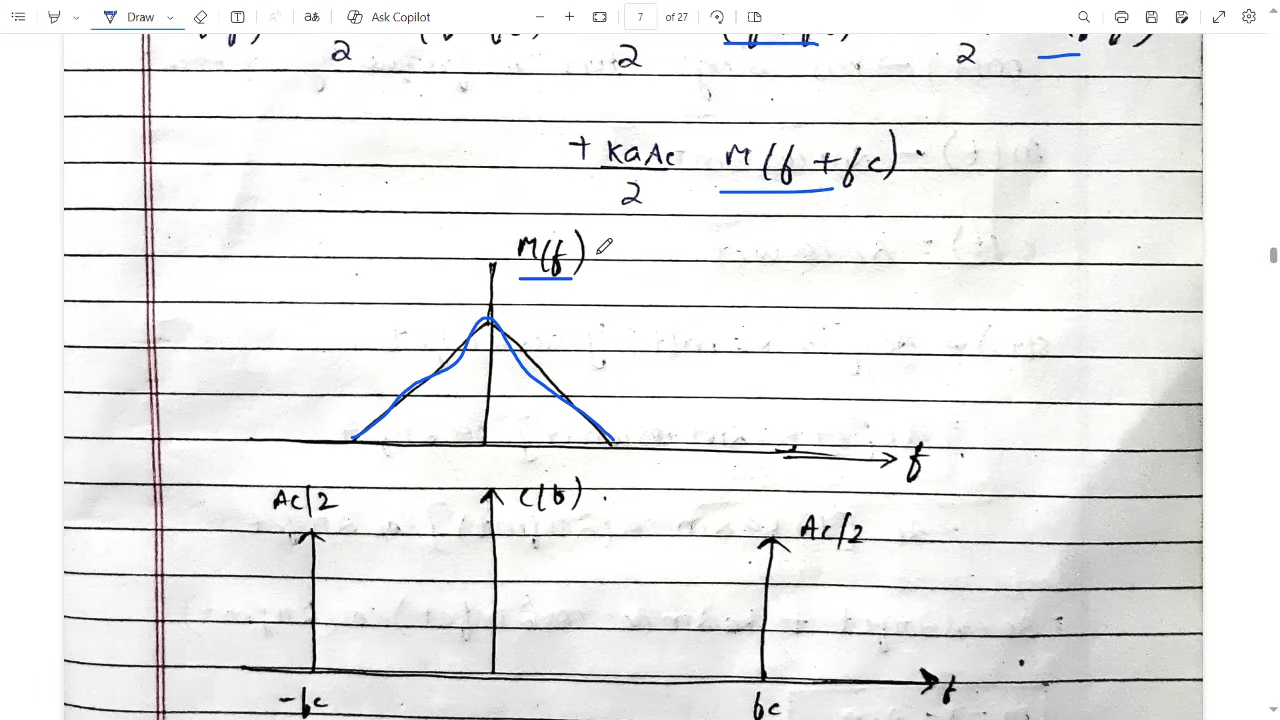 Draw Ask Copilot 7 of 27
2 2 2
+ KaAc/2 M(f + fc).
M(f)
f
Ac/2 C(f). Ac/2
-fc fc f